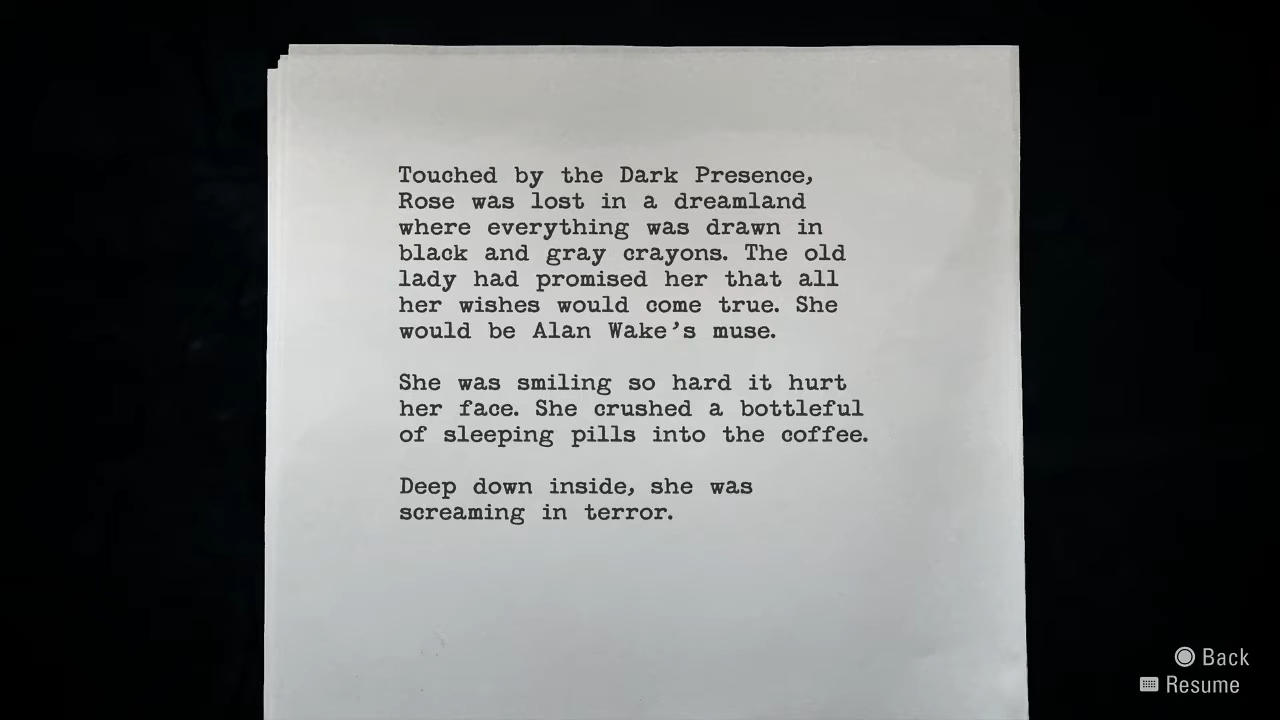 Touched by the Dark Presence,
Rose was lost in a dreamland
where everything was drawn in
black and gray crayons. The old
lady had promised her that all
her wishes would come true. She
would be Alan Wake's muse.
She was smiling so hard it hurt
her face. She crushed a bottleful
of sleeping pills into the coffee.
Deep down inside, she was
screaming in terror.
Back
Resume